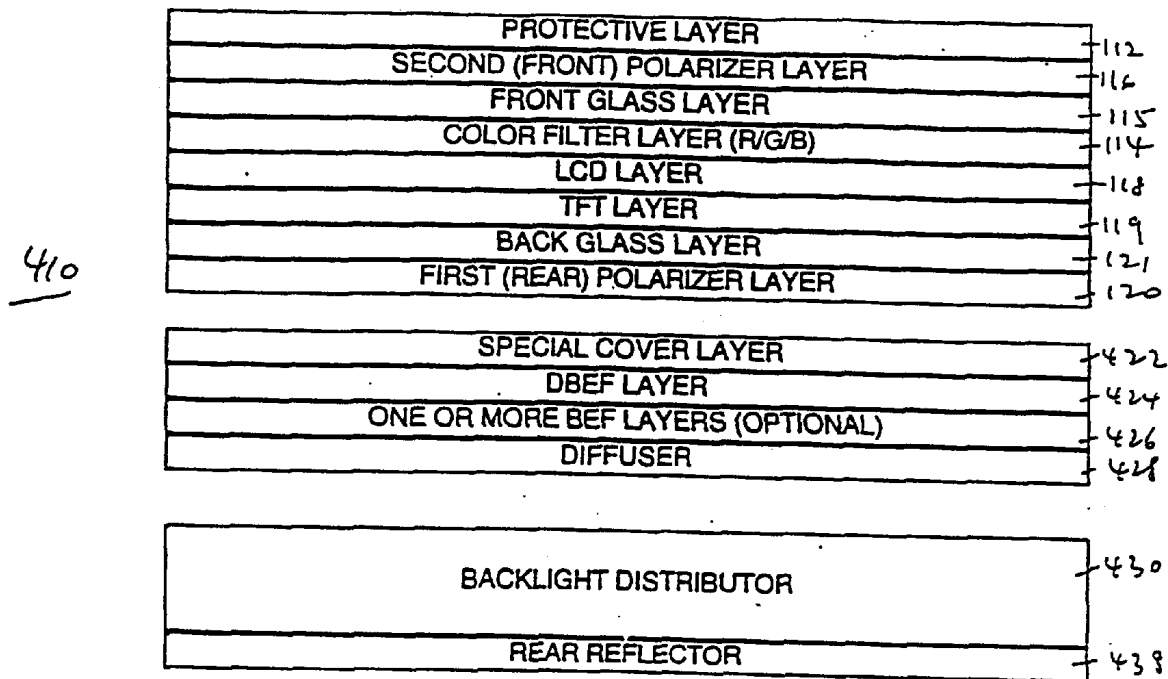 PROTECTIVE LAYER 112
SECOND (FRONT) POLARIZER LAYER 116
FRONT GLASS LAYER 115
COLOR FILTER LAYER (R/G/B) 114
LCD LAYER 118
TFT LAYER 119
BACK GLASS LAYER 121
410
FIRST (REAR) POLARIZER LAYER 120
SPECIAL COVER LAYER 422
DBEF LAYER 424
ONE OR MORE BEF LAYERS (OPTIONAL) 426
DIFFUSER 428
BACKLIGHT DISTRIBUTOR 430
REAR REFLECTOR 438